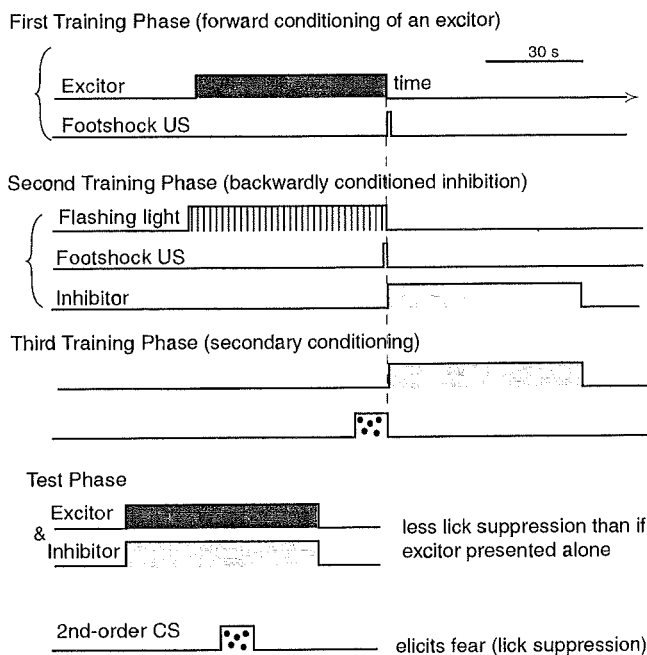 First Training Phase (forward conditioning of an excitor)
30 s
Excitor
time
Footshock US
Second Training Phase (backwardly conditioned inhibition)
Flashing light
Footshock US
Inhibitor
Third Training Phase (secondary conditioning)
Test Phase
Excitor
&
Inhibitor
less lick suppression than if
excitor presented alone
2nd-order CS
elicits fear (lick suppression)